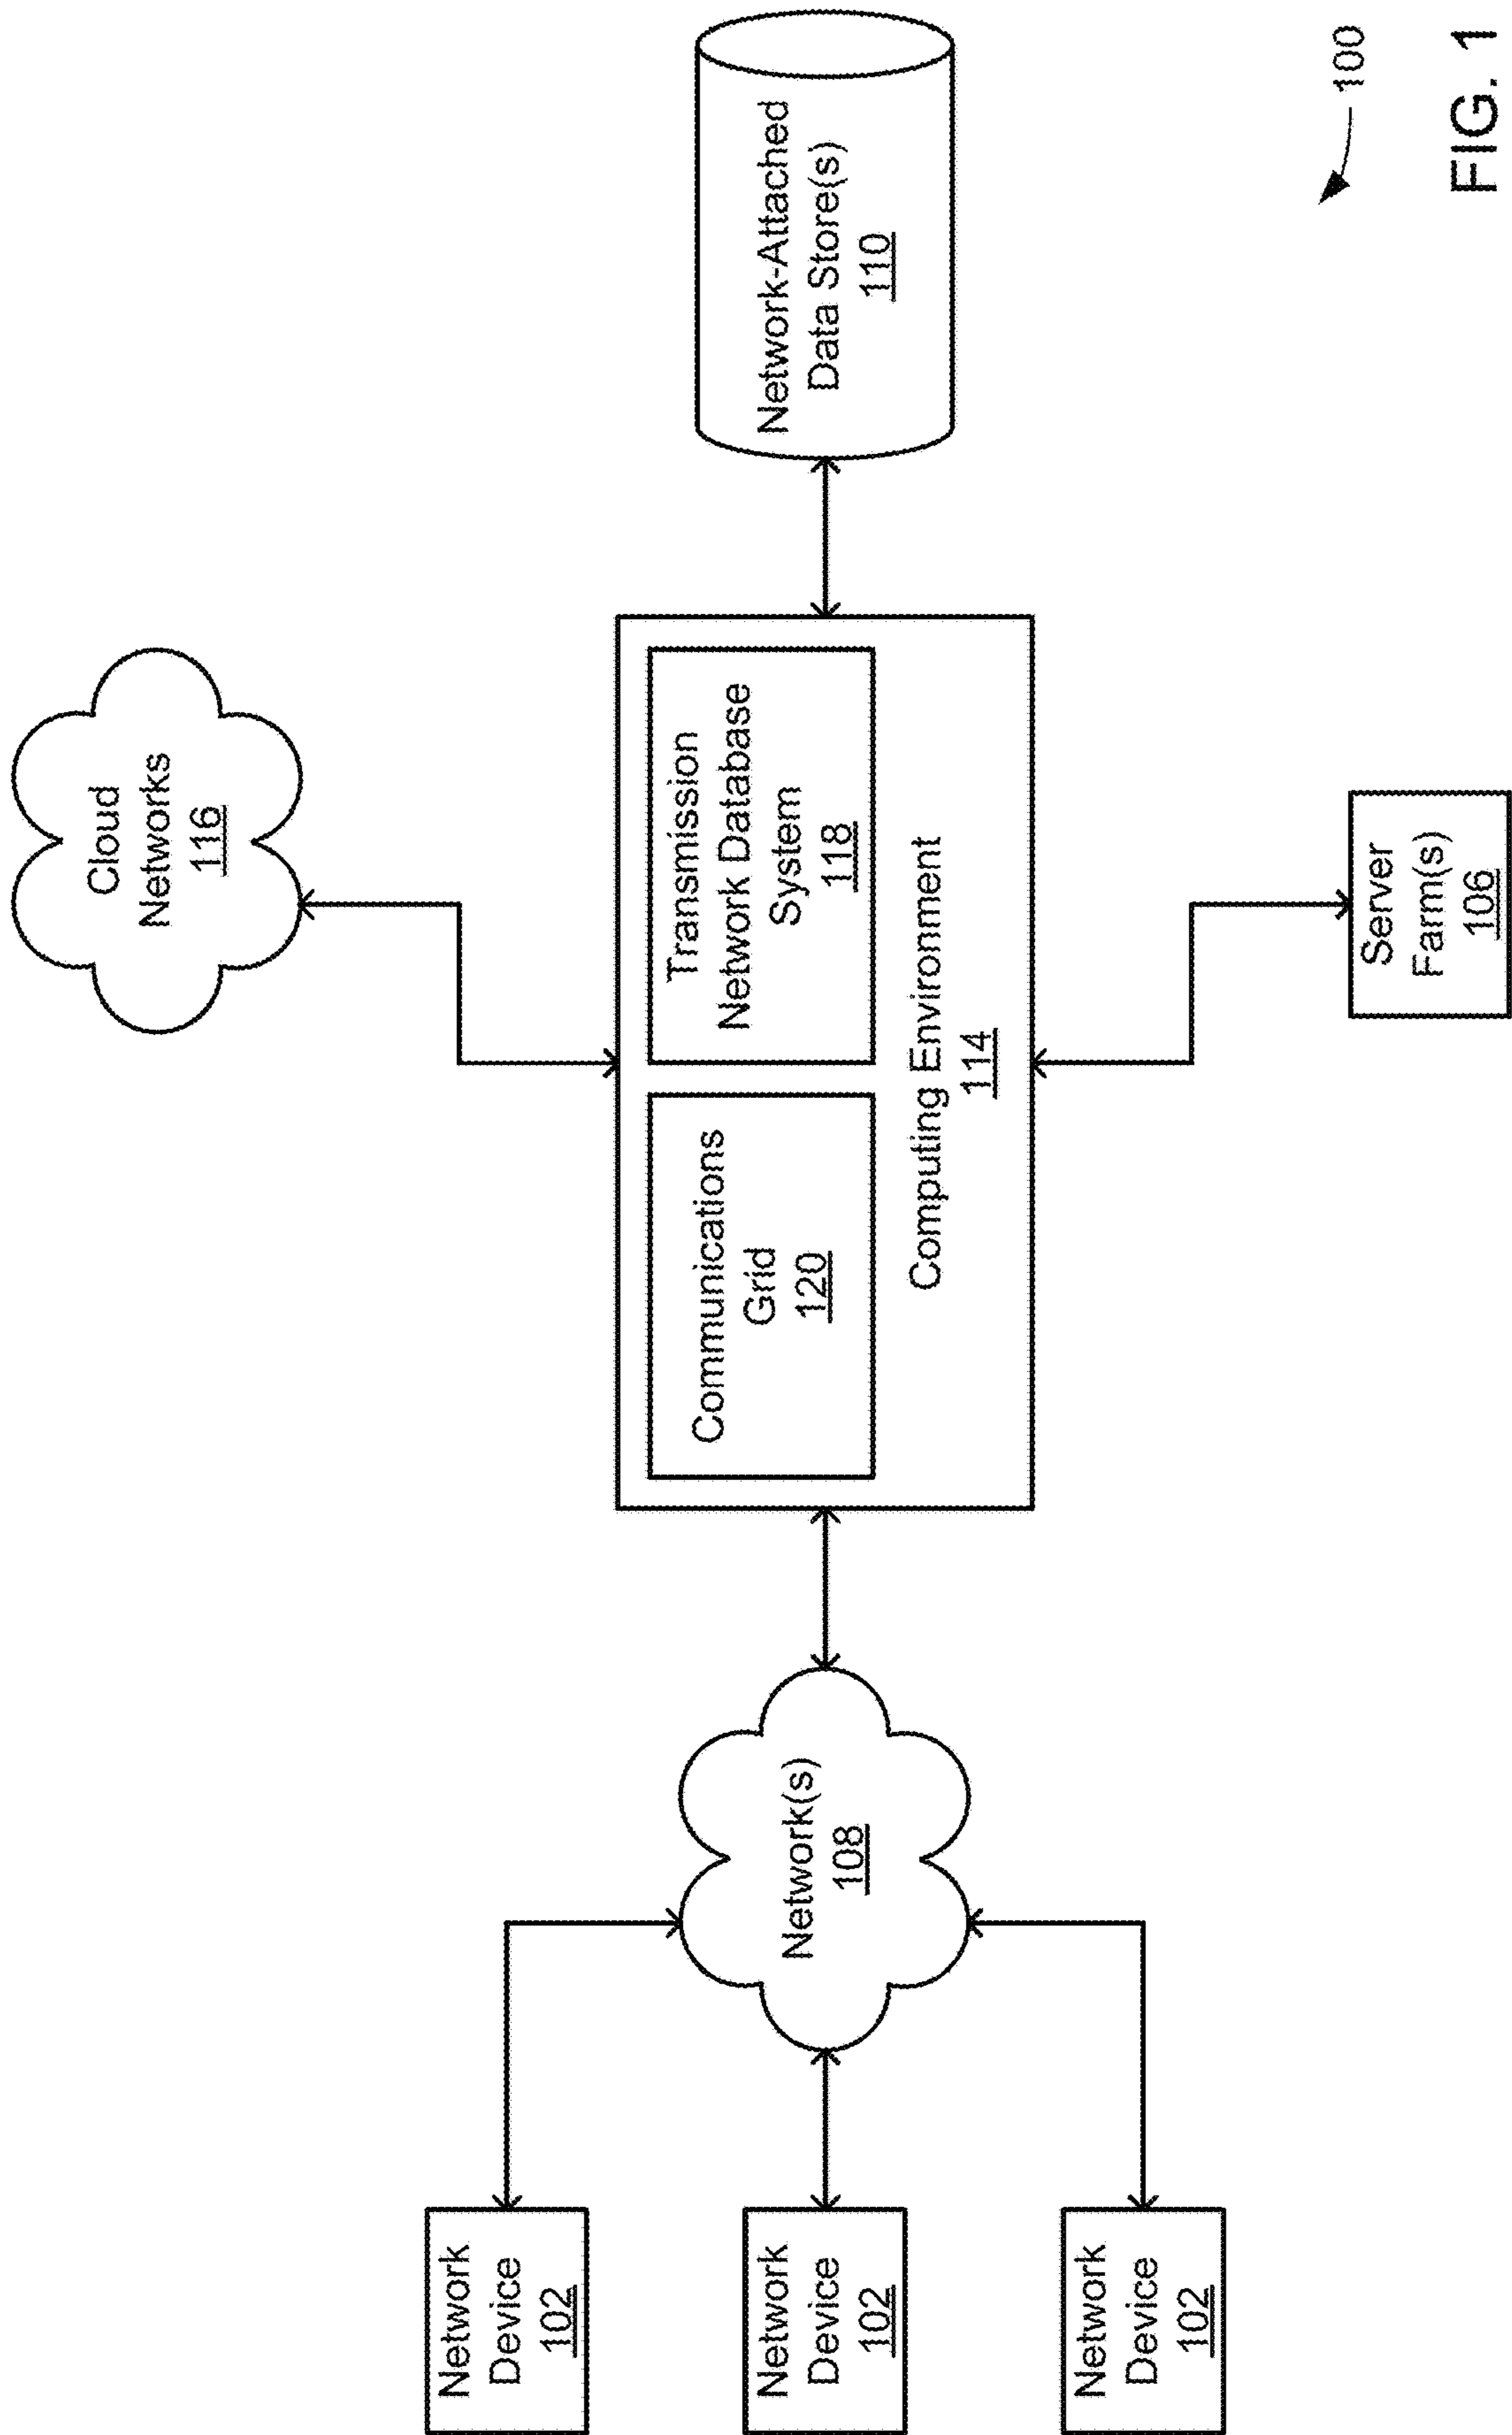 Cloud
Networks
116
Network
Device
102
Network
Device
102
Network
Device
102
Network(s)
108
Communications
Grid
120
Transmission
Network Database
System
118
Computing Environment
114
Network-Attached
Data Store(s)
110
Server
Farm(s)
106
100
FIG. 1